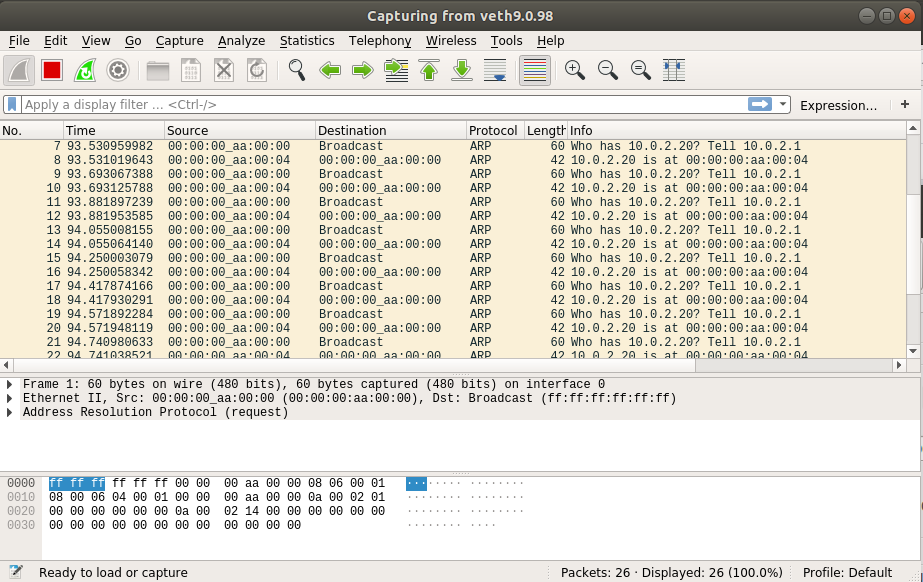 Capturing from veth9.0.98
File Edit View Go Capture Analyze Statistics Telephony Wireless Tools Help
Apply a display filter ... <Ctrl-/> Expression... +
No. Time Source Destination Protocol Length Info
7 93.530959982 00:00:00_aa:00:00 Broadcast ARP 60 Who has 10.0.2.20? Tell 10.0.2.1
8 93.531019643 00:00:00_aa:00:04 00:00:00_aa:00:00 ARP 42 10.0.2.20 is at 00:00:00:aa:00:04
9 93.693067388 00:00:00_aa:00:00 Broadcast ARP 60 Who has 10.0.2.20? Tell 10.0.2.1
10 93.693125788 00:00:00_aa:00:04 00:00:00_aa:00:00 ARP 42 10.0.2.20 is at 00:00:00:aa:00:04
11 93.881897239 00:00:00_aa:00:00 Broadcast ARP 60 Who has 10.0.2.20? Tell 10.0.2.1
12 93.881953585 00:00:00_aa:00:04 00:00:00_aa:00:00 ARP 42 10.0.2.20 is at 00:00:00:aa:00:04
13 94.055008155 00:00:00_aa:00:00 Broadcast ARP 60 Who has 10.0.2.20? Tell 10.0.2.1
14 94.055064140 00:00:00_aa:00:04 00:00:00_aa:00:00 ARP 42 10.0.2.20 is at 00:00:00:aa:00:04
15 94.250003079 00:00:00_aa:00:00 Broadcast ARP 60 Who has 10.0.2.20? Tell 10.0.2.1
16 94.250058342 00:00:00_aa:00:04 00:00:00_aa:00:00 ARP 42 10.0.2.20 is at 00:00:00:aa:00:04
17 94.417874166 00:00:00_aa:00:00 Broadcast ARP 60 Who has 10.0.2.20? Tell 10.0.2.1
18 94.417930291 00:00:00_aa:00:04 00:00:00_aa:00:00 ARP 42 10.0.2.20 is at 00:00:00:aa:00:04
19 94.571892284 00:00:00_aa:00:00 Broadcast ARP 60 Who has 10.0.2.20? Tell 10.0.2.1
20 94.571948119 00:00:00_aa:00:04 00:00:00_aa:00:00 ARP 42 10.0.2.20 is at 00:00:00:aa:00:04
21 94.740980633 00:00:00_aa:00:00 Broadcast ARP 60 Who has 10.0.2.20? Tell 10.0.2.1
22 94.741038521 00:00:00_aa:00:04 00:00:00_aa:00:00 ARP 42 10.0.2.20 is at 00:00:00:aa:00:04
Frame 1: 60 bytes on wire (480 bits), 60 bytes captured (480 bits) on interface 0
Ethernet II, Src: 00:00:00_aa:00:00 (00:00:00:aa:00:00), Dst: Broadcast (ff:ff:ff:ff:ff:ff)
Address Resolution Protocol (request)
0000 ff ff ff ff ff ff 00 00 00 aa 00 00 08 06 00 01 ········ ········
0010 08 00 06 04 00 01 00 00 00 aa 00 00 0a 00 02 01 ········ ········
0020 00 00 00 00 00 00 0a 00 02 14 00 00 00 00 00 00 ········ ········
0030 00 00 00 00 00 00 00 00 00 00 00 00 ········ ····
Ready to load or capture Packets: 26 · Displayed: 26 (100.0%) Profile: Default